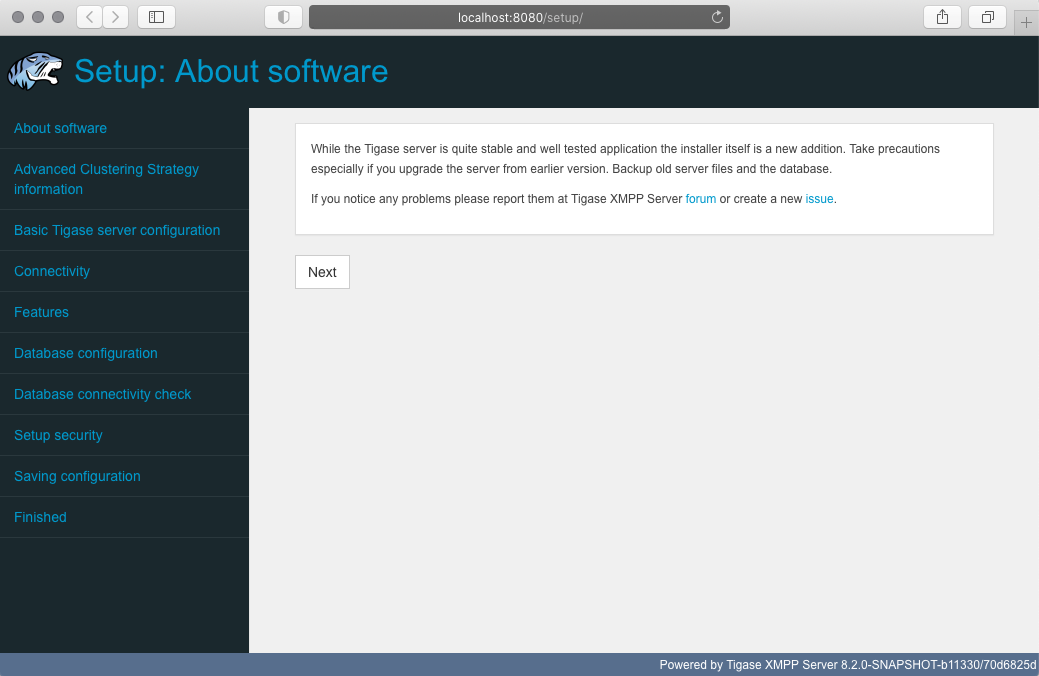 localhost:8080/setup/
Setup: About software
About software
Advanced Clustering Strategy
information
Basic Tigase server configuration
Connectivity
Features
Database configuration
Database connectivity check
Setup security
Saving configuration
Finished
While the Tigase server is quite stable and well tested application the installer itself is a new addition. Take precautions
especially if you upgrade the server from earlier version. Backup old server files and the database.
If you notice any problems please report them at Tigase XMPP Server forum or create a new issue.
Next
Powered by Tigase XMPP Server 8.2.0-SNAPSHOT-b11330/70d6825d